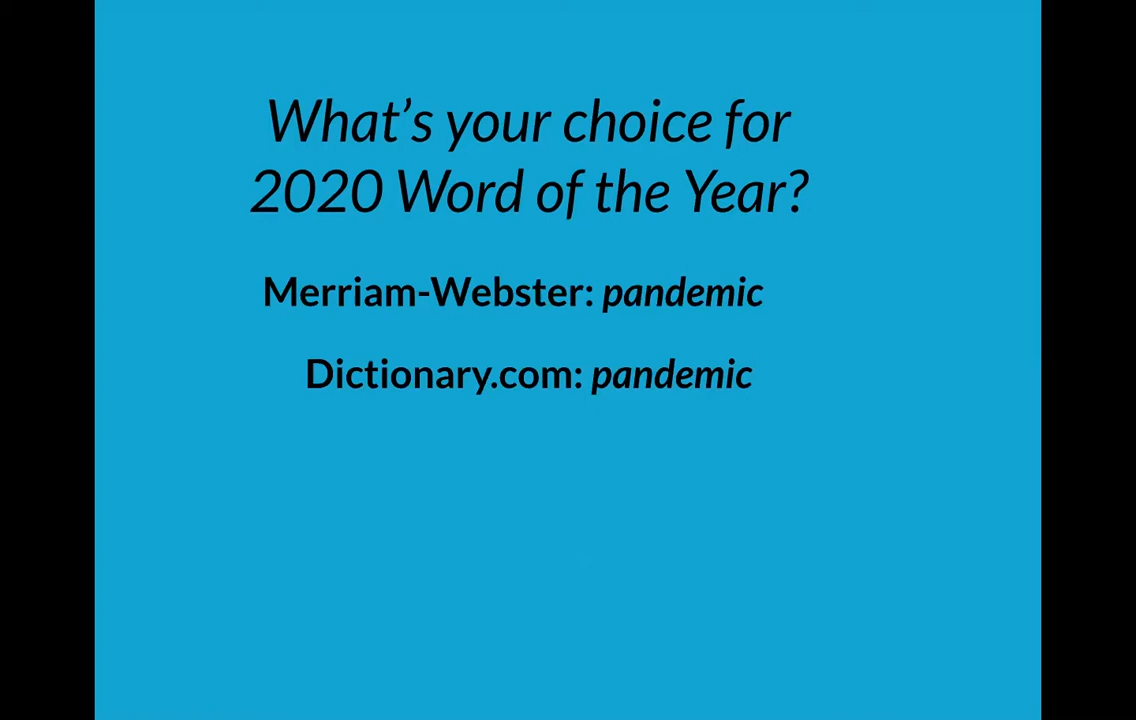 What’s your choice for
2020 Word of the Year?
Merriam-Webster: pandemic
Dictionary.com: pandemic